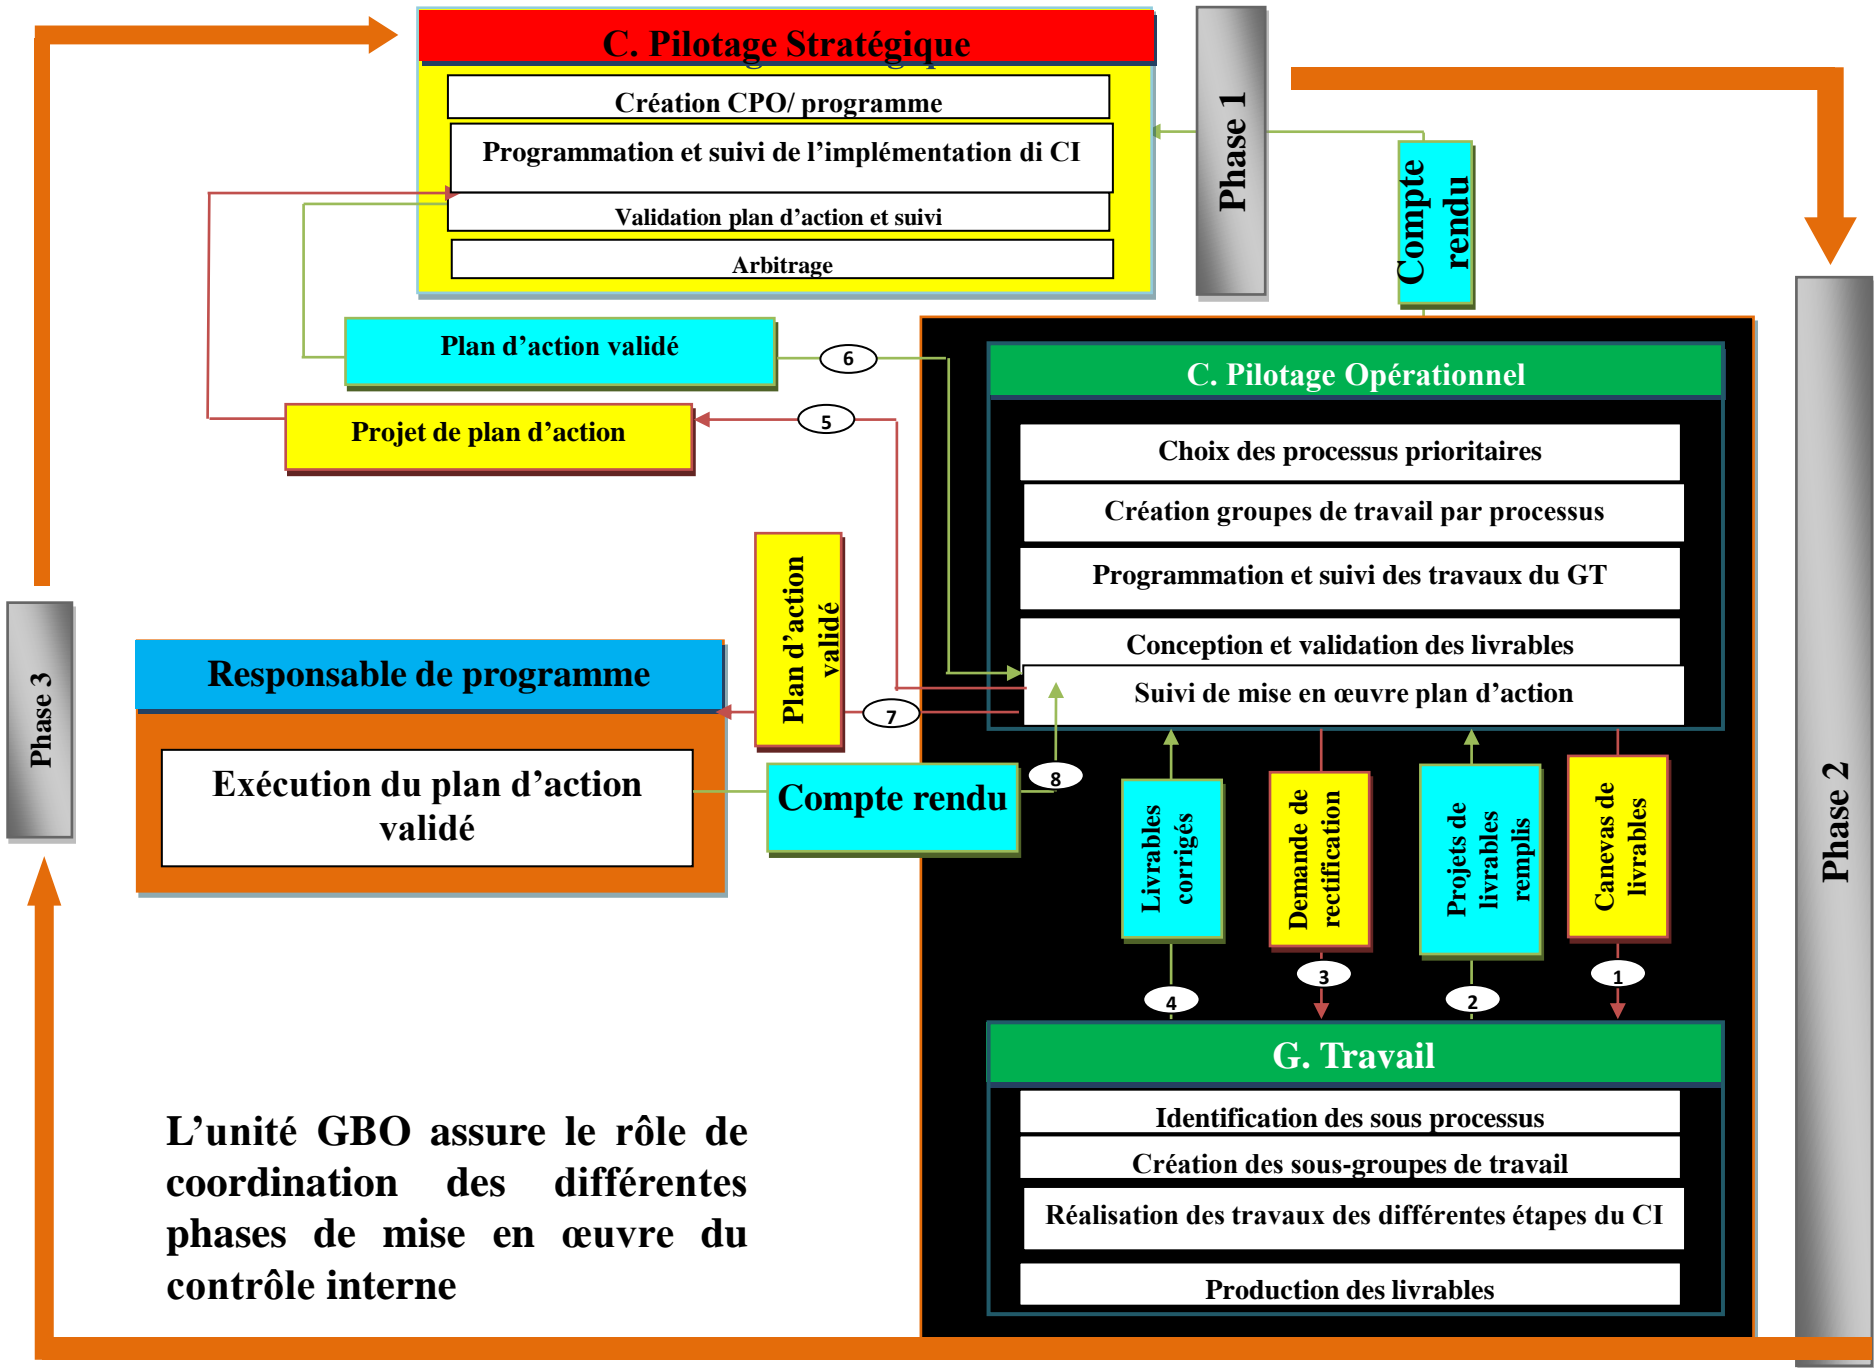 C. Pilotage Stratégique
Création CPO/ programme
Programmation et suivi de l’implémentation di CI
Validation plan d’action et suivi
Arbitrage
Phase 1
Compte
rendu
Plan d’action validé
6
Projet de plan d’action
5
C. Pilotage Opérationnel
Choix des processus prioritaires
Création groupes de travail par processus
Programmation et suivi des travaux du GT
Conception et validation des livrables
Suivi de mise en œuvre plan d’action
Plan d’action
validé
7
Responsable de programme
Exécution du plan d’action
validé
Compte rendu
8
Phase 3
Phase 2
Livrables
corrigés
4
Demande de
rectification
3
Projets de
livrables
remplis
2
Canevas de
livrables
1
G. Travail
Identification des sous processus
Création des sous-groupes de travail
Réalisation des travaux des différentes étapes du CI
Production des livrables
L’unité GBO assure le rôle de
coordination des différentes
phases de mise en œuvre du
contrôle interne